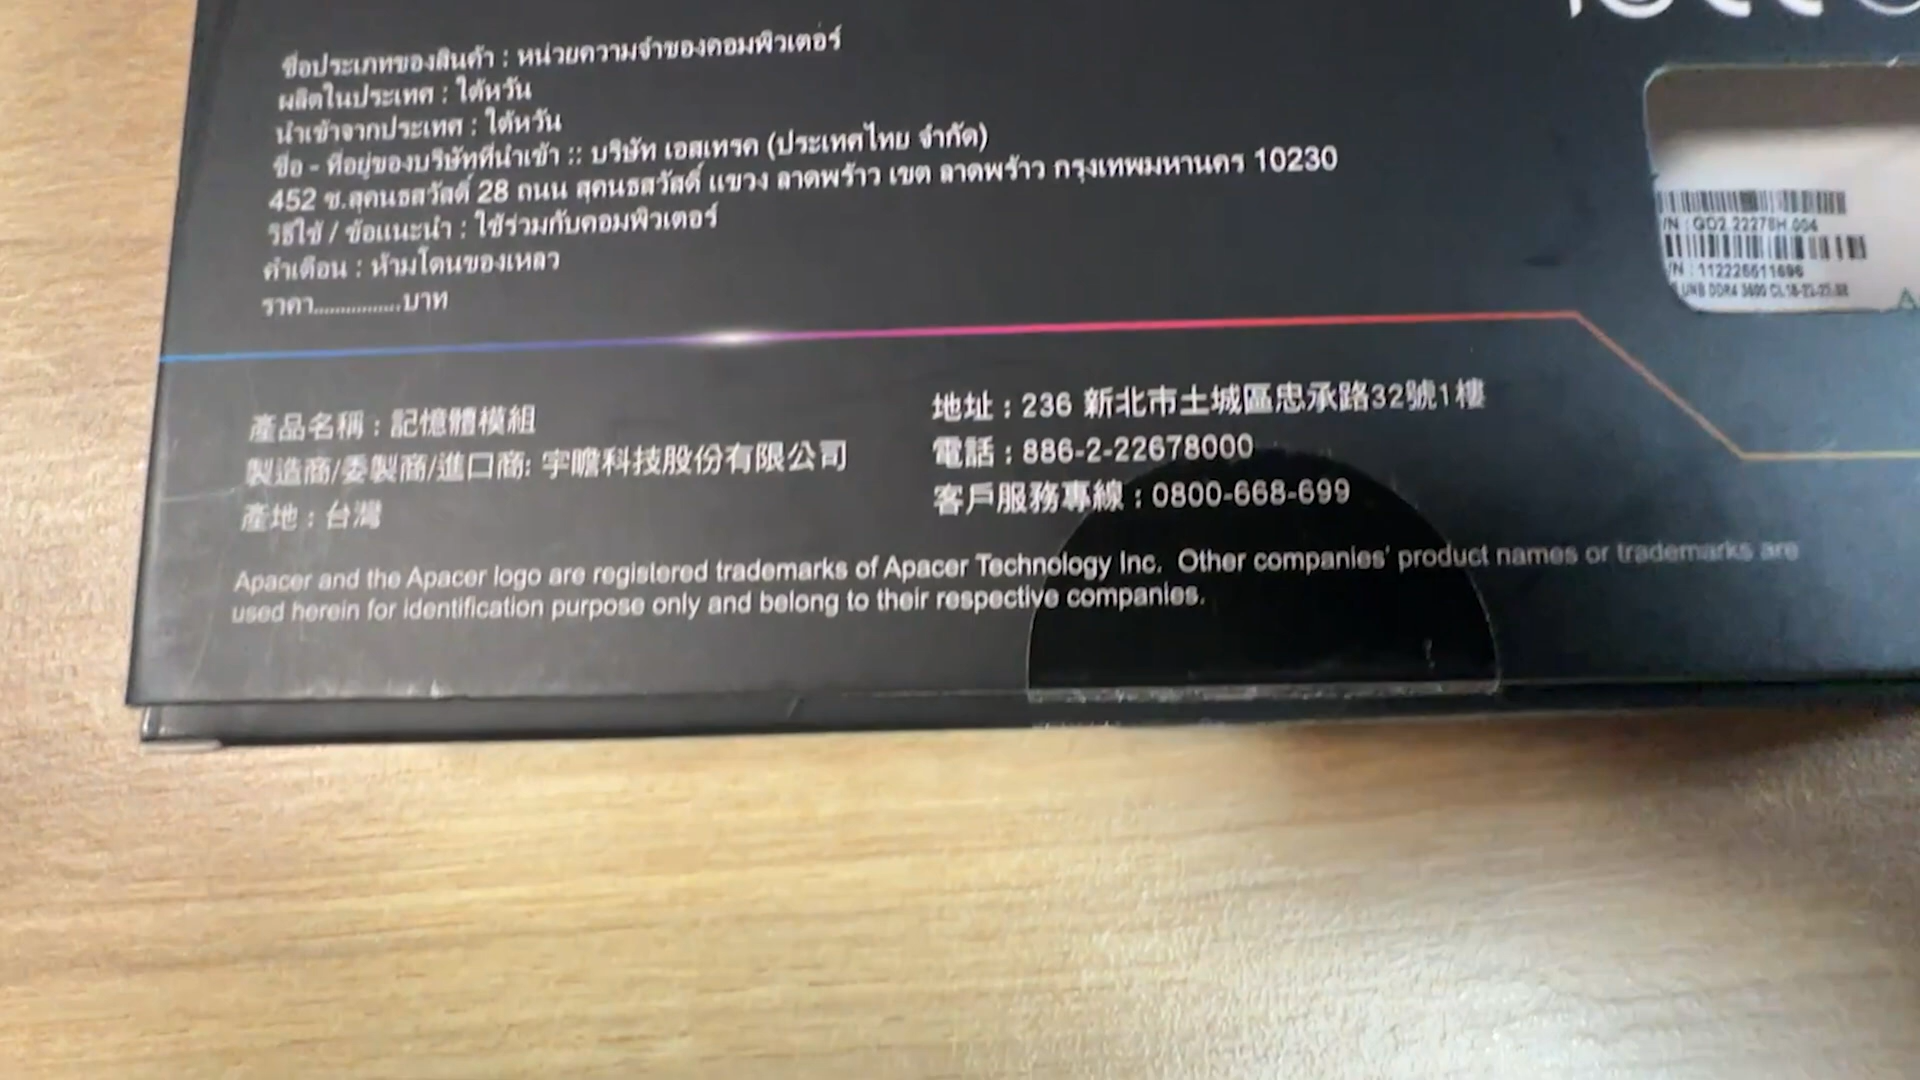 ชื่อประเภทของสินค้า : หน่วยความจำของคอมพิวเตอร์
ผลิตในประเทศ : ใต้หวัน
นำเข้าจากประเทศ : ใต้หวัน
ชื่อ - ที่อยู่ของบริษัทที่นำเข้า :: บริษัท เอสเทรค (ประเทศไทย จำกัด)
452 ซ.สุคนธสวัสดิ์ 28 ถนน สุคนธสวัสดิ์ แขวง ลาดพร้าว เขต ลาดพร้าว กรุงเทพมหานคร 10230
วิธีใช้ / ข้อแนะนำ : ใช้ร่วมกับคอมพิวเตอร์
คำเตือน : ห้ามโดนของเหลว
ราคา................บาท
/N : GD2.22278H.004
/N : 112226611696
UNB DDR4 3600 CL
產品名稱 : 記憶體模組
製造商/委製商/進口商: 宇瞻科技股份有限公司
產地 : 台灣
地址 : 236 新北市土城區忠承路32號1樓
電話 : 886-2-22678000
客戶服務專線 : 0800-668-699
Apacer and the Apacer logo are registered trademarks of Apacer Technology Inc. Other companies' product names or trademarks are
used herein for identification purpose only and belong to their respective companies.